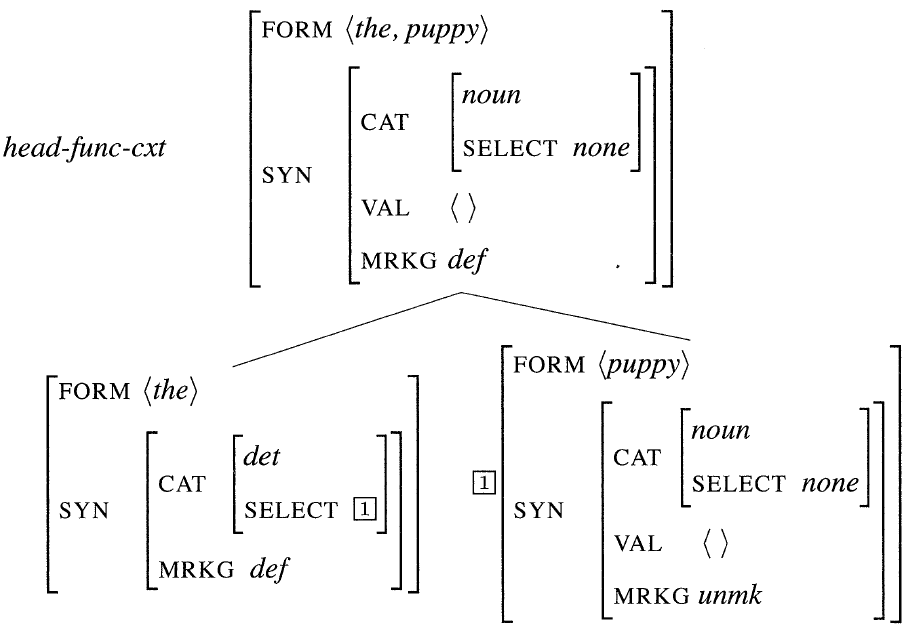 FORM ⟨the, puppy⟩
noun
CAT
head-func-cxt
SELECT none
SYN
VAL ⟨ ⟩
MRKG def
FORM ⟨the⟩
det
CAT
SELECT 1
SYN
MRKG def
FORM ⟨puppy⟩
noun
CAT
1
SELECT none
SYN
VAL ⟨ ⟩
MRKG unmk